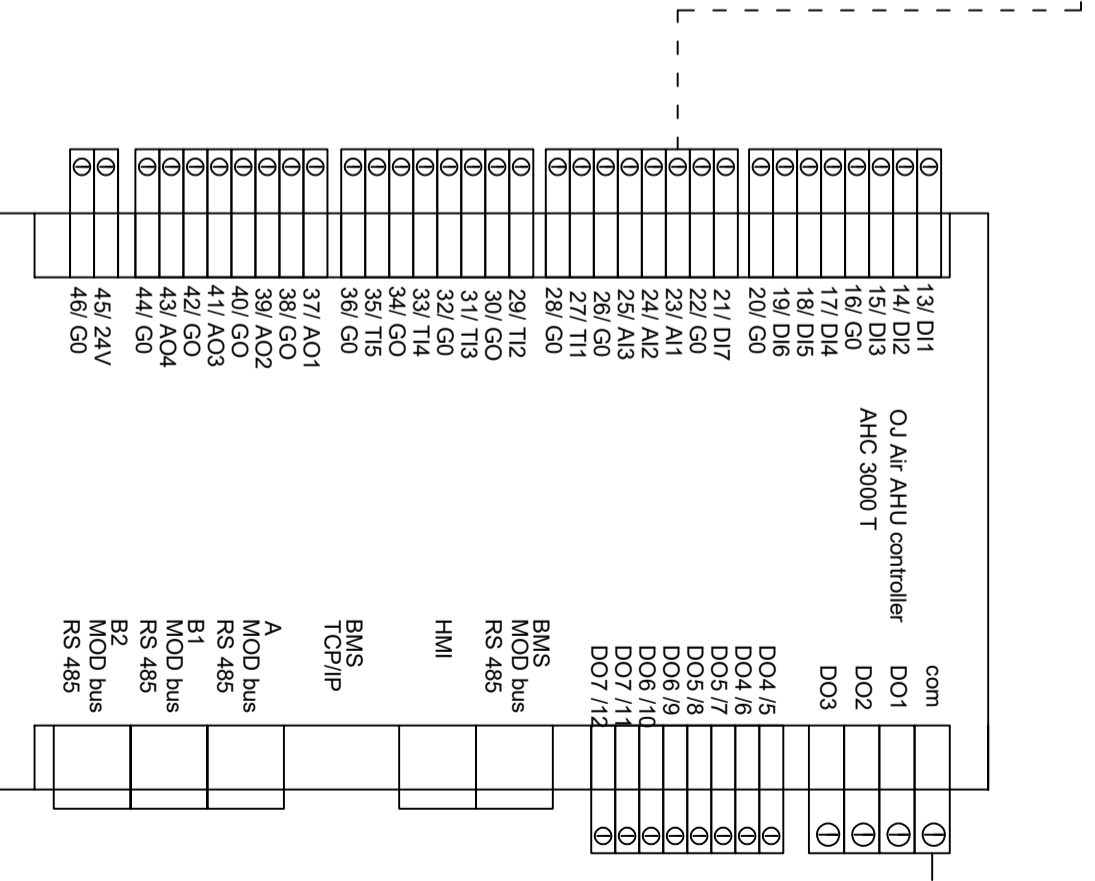 13/ DI1
14/ DI2
15/ DI3
16/ G0
17/ DI4
18/ DI5
19/ DI6
20/ G0
21/ DI7
22/ G0
23/ AI1
24/ AI2
25/ AI3
26/ G0
27/ TI1
28/ G0
29/ TI2
30/ GO
31/ TI3
32/ G0
33/ TI4
34/ GO
35/ TI5
36/ G0
37/ AO1
38/ GO
39/ AO2
40/ GO
41/ AO3
42/ GO
43/ AO4
44/ G0
45/ 24V
46/ G0
OJ Air AHU controller
AHC 3000 T
com
DO1
DO2
DO3
DO4 /5
DO4 /6
DO5 /7
DO5 /8
DO6 /9
DO6 /10
DO7 /11
DO7 /12
BMS
MOD bus
RS 485
HMI
BMS
TCP/IP
A
MOD bus
RS 485
B1
MOD bus
RS 485
B2
MOD bus
RS 485